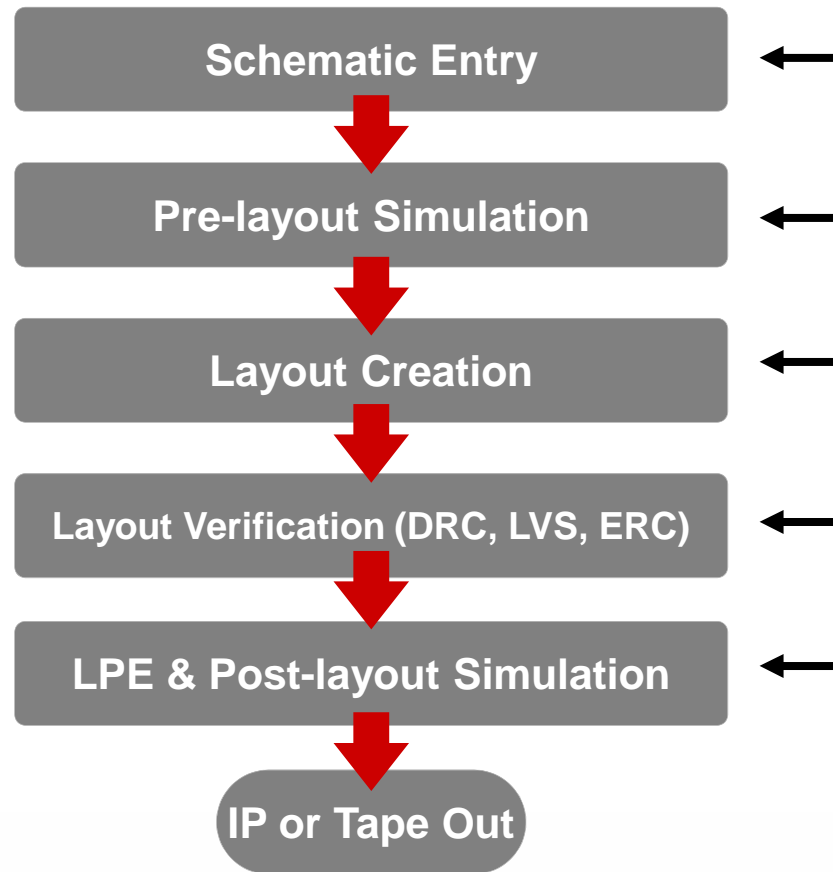 Schematic Entry
Pre-layout Simulation
Layout Creation
Layout Verification (DRC, LVS, ERC)
LPE & Post-layout Simulation
IP or Tape Out